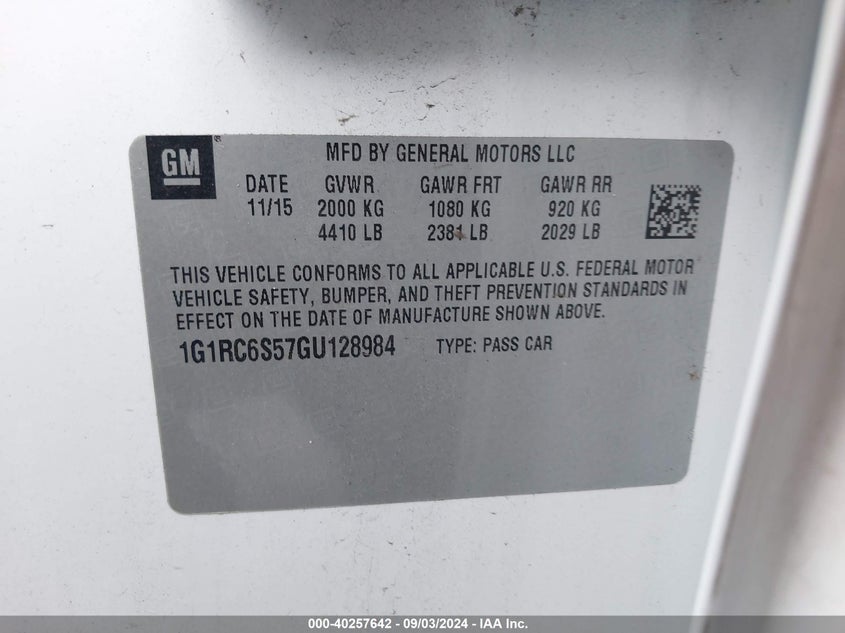 GM
MFD BY GENERAL MOTORS LLC
DATE GVWR GAWR FRT GAWR RR
11/15 2000 KG 1080 KG 920 KG
4410 LB 2381 LB 2029 LB
THIS VEHICLE CONFORMS TO ALL APPLICABLE U.S. FEDERAL MOTOR
VEHICLE SAFETY, BUMPER, AND THEFT PREVENTION STANDARDS IN
EFFECT ON THE DATE OF MANUFACTURE SHOWN ABOVE.
1G1RC6S57GU128984 TYPE: PASS CAR
000-40257642 - 09/03/2024 - IAA Inc.